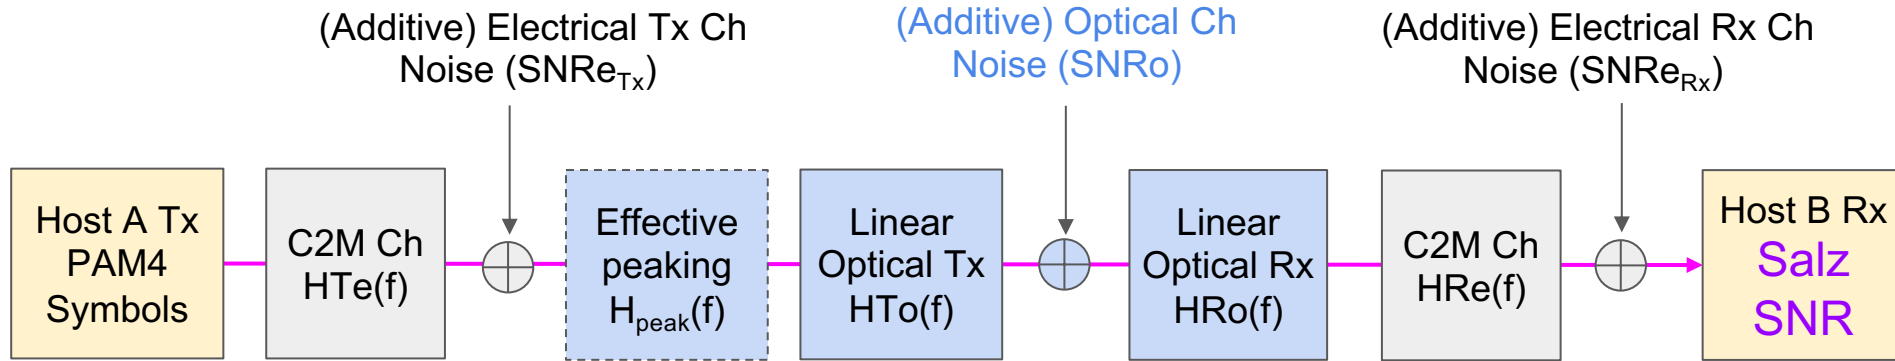 (Additive) Electrical Tx Ch
Noise (SNReTx)
(Additive) Optical Ch
Noise (SNRo)
(Additive) Electrical Rx Ch
Noise (SNReRx)
Host A Tx
PAM4
Symbols
C2M Ch
HTe(f)
Effective
peaking
Hpeak(f)
Linear
Optical Tx
HTo(f)
Linear
Optical Rx
HRo(f)
C2M Ch
HRe(f)
Host B Rx
Salz
SNR